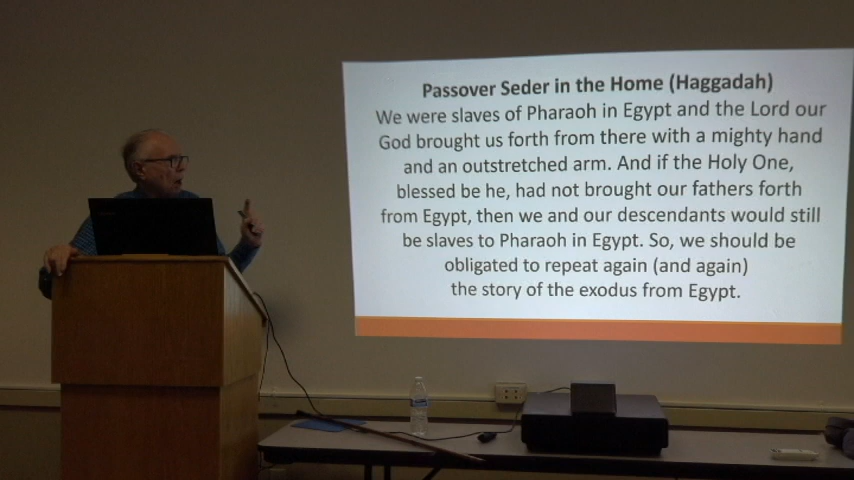 Passover Seder in the Home (Haggadah)
We were slaves of Pharaoh in Egypt and the Lord our
God brought us forth from there with a mighty hand
and an outstretched arm. And if the Holy One,
blessed be he, had not brought our fathers forth
from Egypt, then we and our descendants would still
be slaves to Pharaoh in Egypt. So, we should be
obligated to repeat again (and again)
the story of the exodus from Egypt.